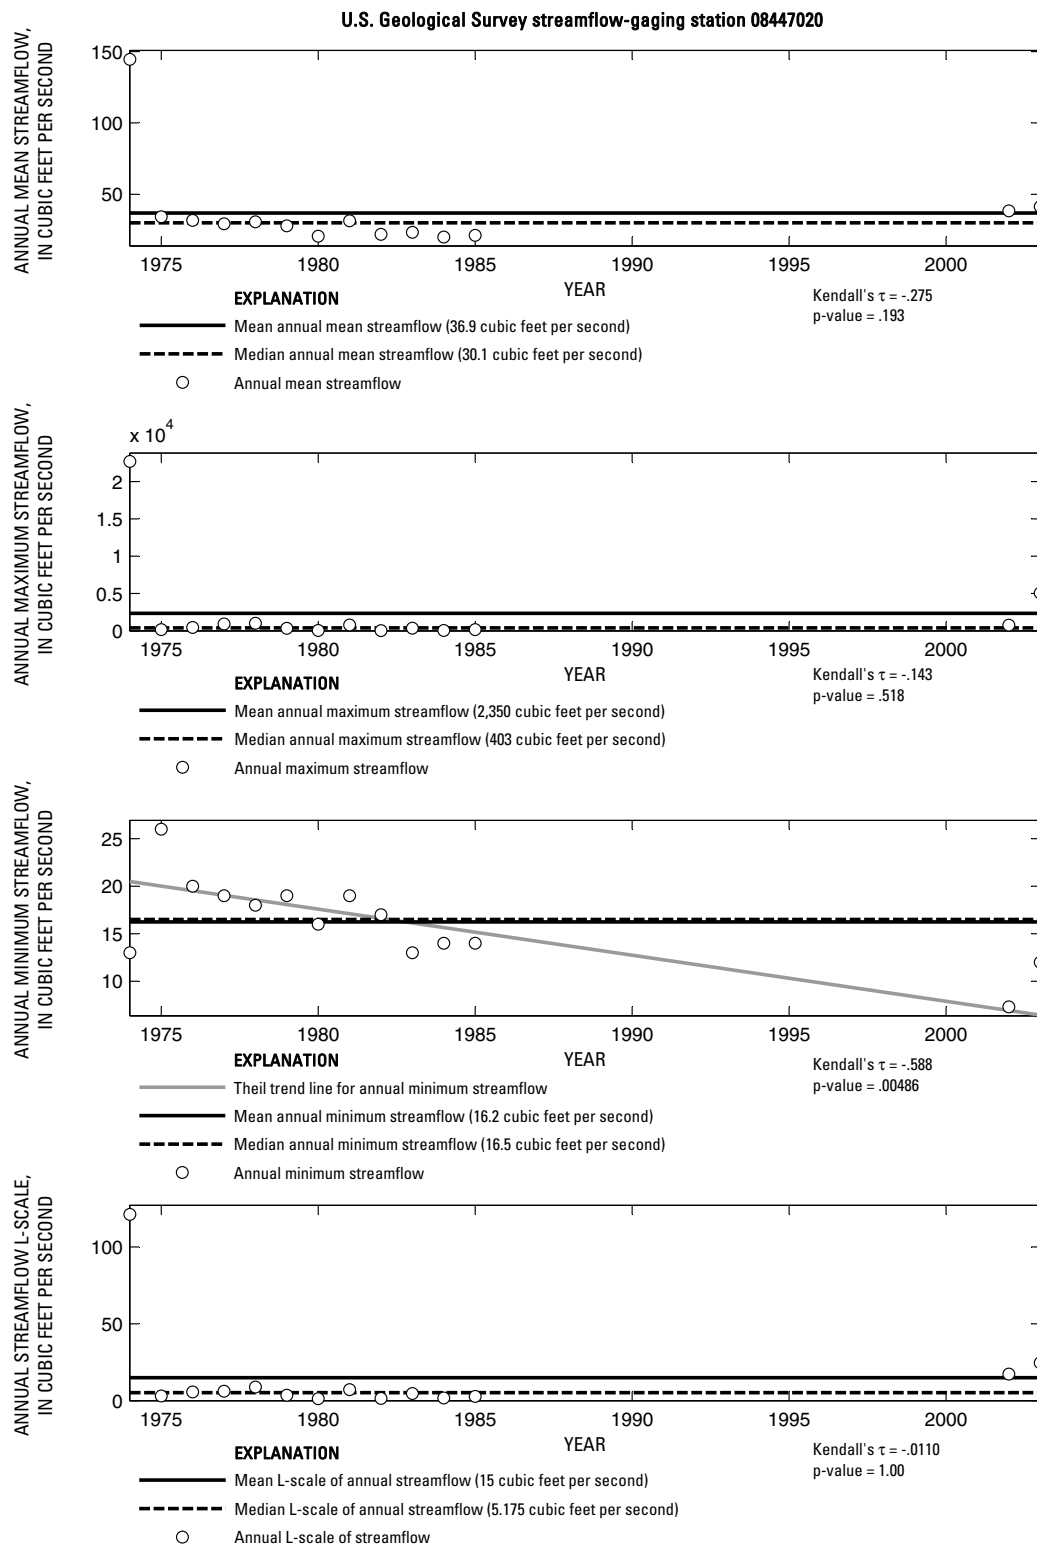 U.S. Geological Survey streamflow-gaging station 08447020
ANNUAL MEAN STREAMFLOW,
IN CUBIC FEET PER SECOND
150
100
50
1975 1980 1985 1990 1995 2000
YEAR
Kendall's τ = -.275
p-value = .193
EXPLANATION
Mean annual mean streamflow (36.9 cubic feet per second)
Median annual mean streamflow (30.1 cubic feet per second)
Annual mean streamflow
ANNUAL MAXIMUM STREAMFLOW,
IN CUBIC FEET PER SECOND
x 10^4
2
1.5
1
0.5
0
1975 1980 1985 1990 1995 2000
YEAR
Kendall's τ = -.143
p-value = .518
EXPLANATION
Mean annual maximum streamflow (2,350 cubic feet per second)
Median annual maximum streamflow (403 cubic feet per second)
Annual maximum streamflow
ANNUAL MINIMUM STREAMFLOW,
IN CUBIC FEET PER SECOND
25
20
15
10
1975 1980 1985 1990 1995 2000
YEAR
Kendall's τ = -.588
p-value = .00486
EXPLANATION
Theil trend line for annual minimum streamflow
Mean annual minimum streamflow (16.2 cubic feet per second)
Median annual minimum streamflow (16.5 cubic feet per second)
Annual minimum streamflow
ANNUAL STREAMFLOW L-SCALE,
IN CUBIC FEET PER SECOND
100
50
0
1975 1980 1985 1990 1995 2000
YEAR
Kendall's τ = -.0110
p-value = 1.00
EXPLANATION
Mean L-scale of annual streamflow (15 cubic feet per second)
Median L-scale of annual streamflow (5.175 cubic feet per second)
Annual L-scale of streamflow